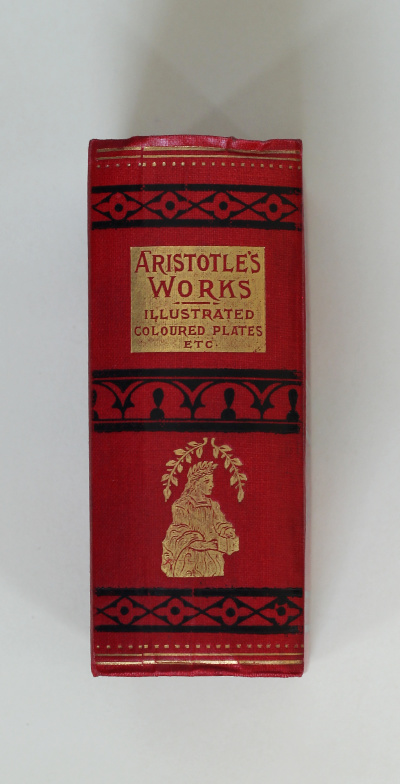 ARISTOTLE'S
WORKS
ILLUSTRATED
COLOURED PLATES
ETC.